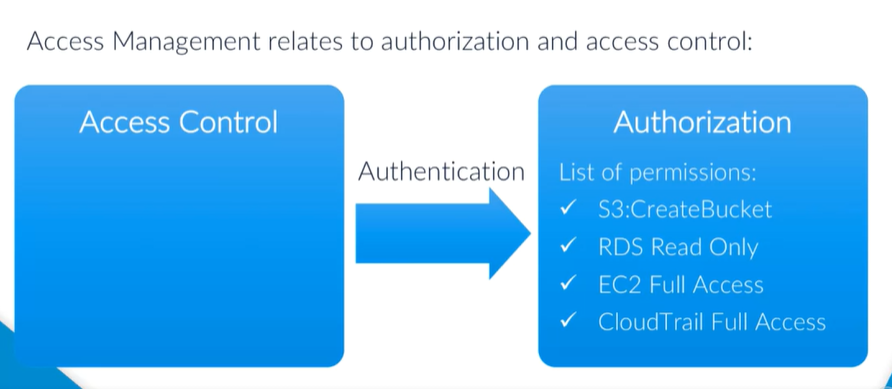 Access Management relates to authorization and access control:
Access Control
Authentication
Authorization
List of permissions:
✓ S3:CreateBucket
✓ RDS Read Only
✓ EC2 Full Access
✓ CloudTrail Full Access